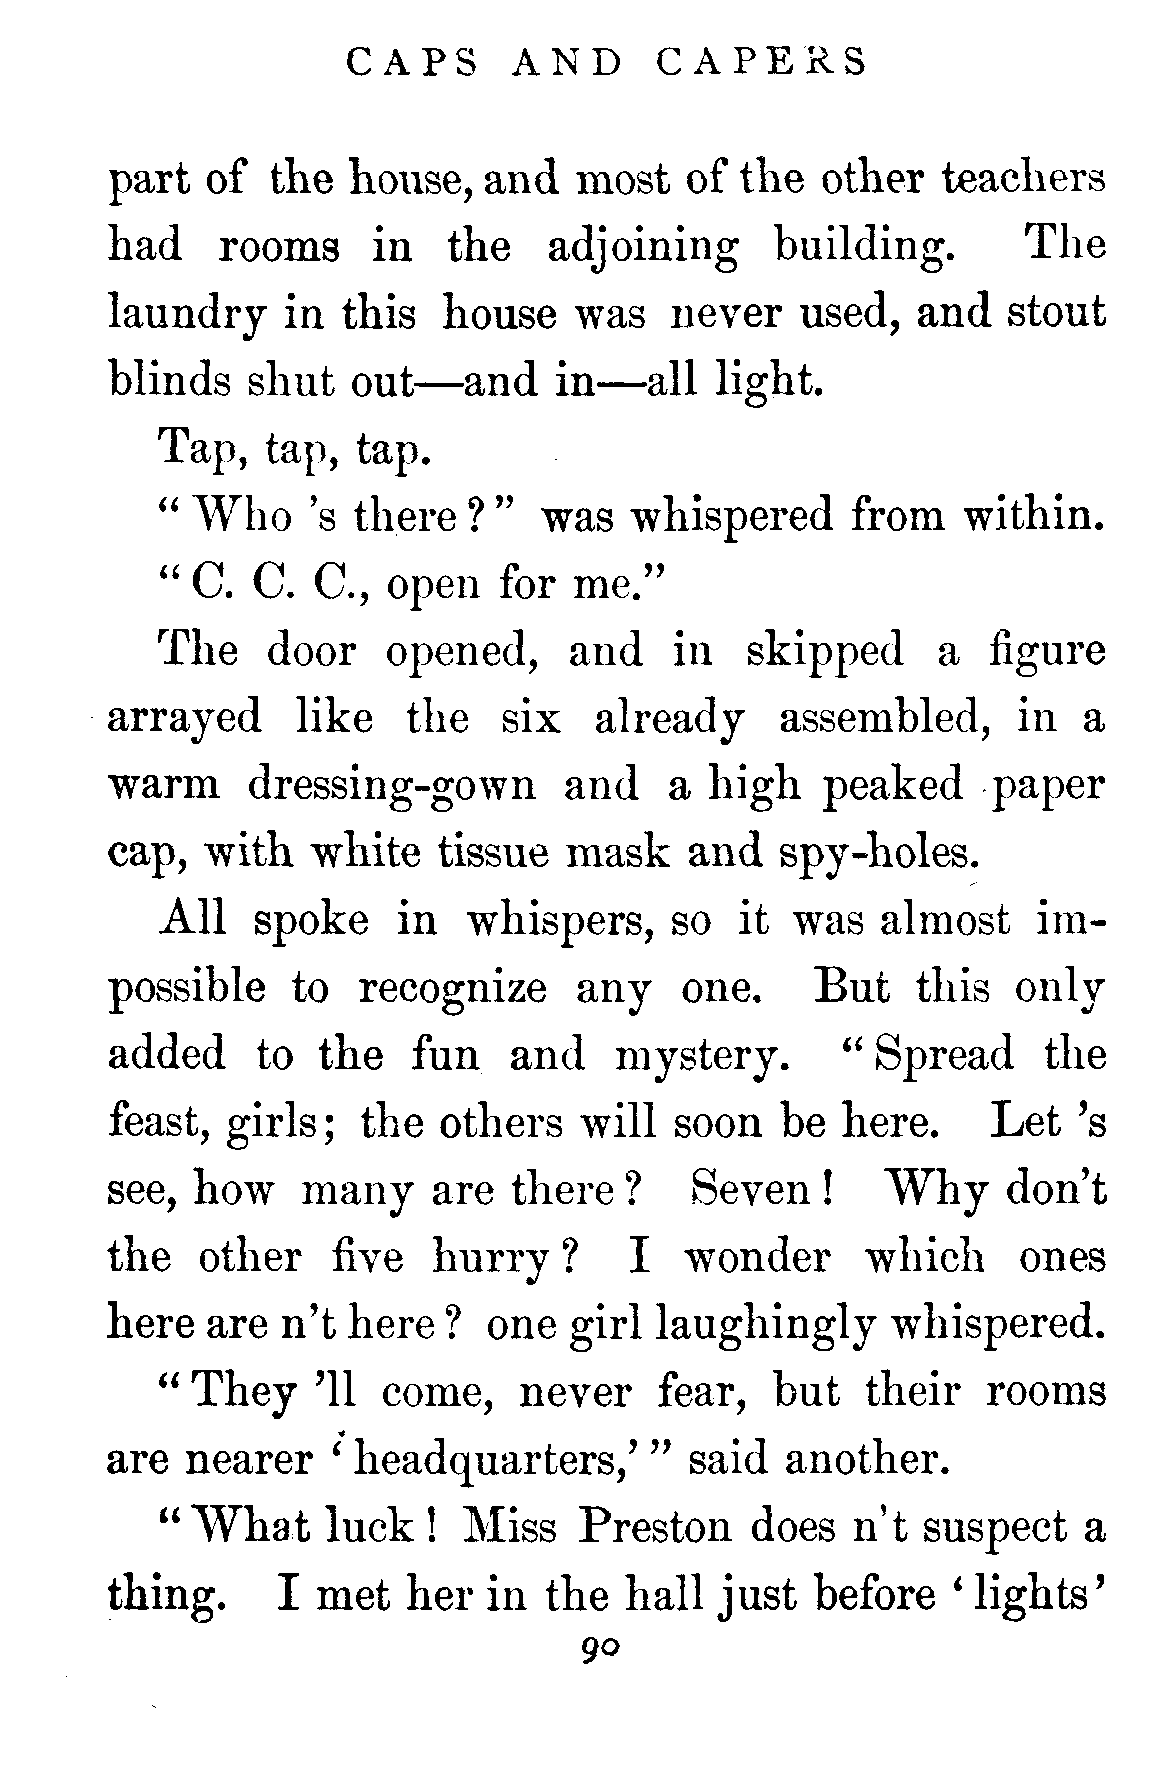 CAPS AND CAPERS
part of the house, and most of the other teachers
had rooms in the adjoining building. The
laundry in this house was never used, and stout
blinds shut out—and in—all light.
Tap, tap, tap.
“ Who ’s there ? ” was whispered from within.
“ C. C. C., open for me.”
The door opened, and in skipped a figure
arrayed like the six already assembled, in a
warm dressing-gown and a high peaked paper
cap, with white tissue mask and spy-holes.
All spoke in whispers, so it was almost im-
possible to recognize any one. But this only
added to the fun and mystery. “ Spread the
feast, girls; the others will soon be here. Let ’s
see, how many are there ? Seven ! Why don’t
the other five hurry ? I wonder which ones
here are n’t here ? one girl laughingly whispered.
“ They ’ll come, never fear, but their rooms
are nearer ‘ headquarters,’ ” said another.
“ What luck ! Miss Preston does n’t suspect a
thing. I met her in the hall just before ‘ lights ’
90